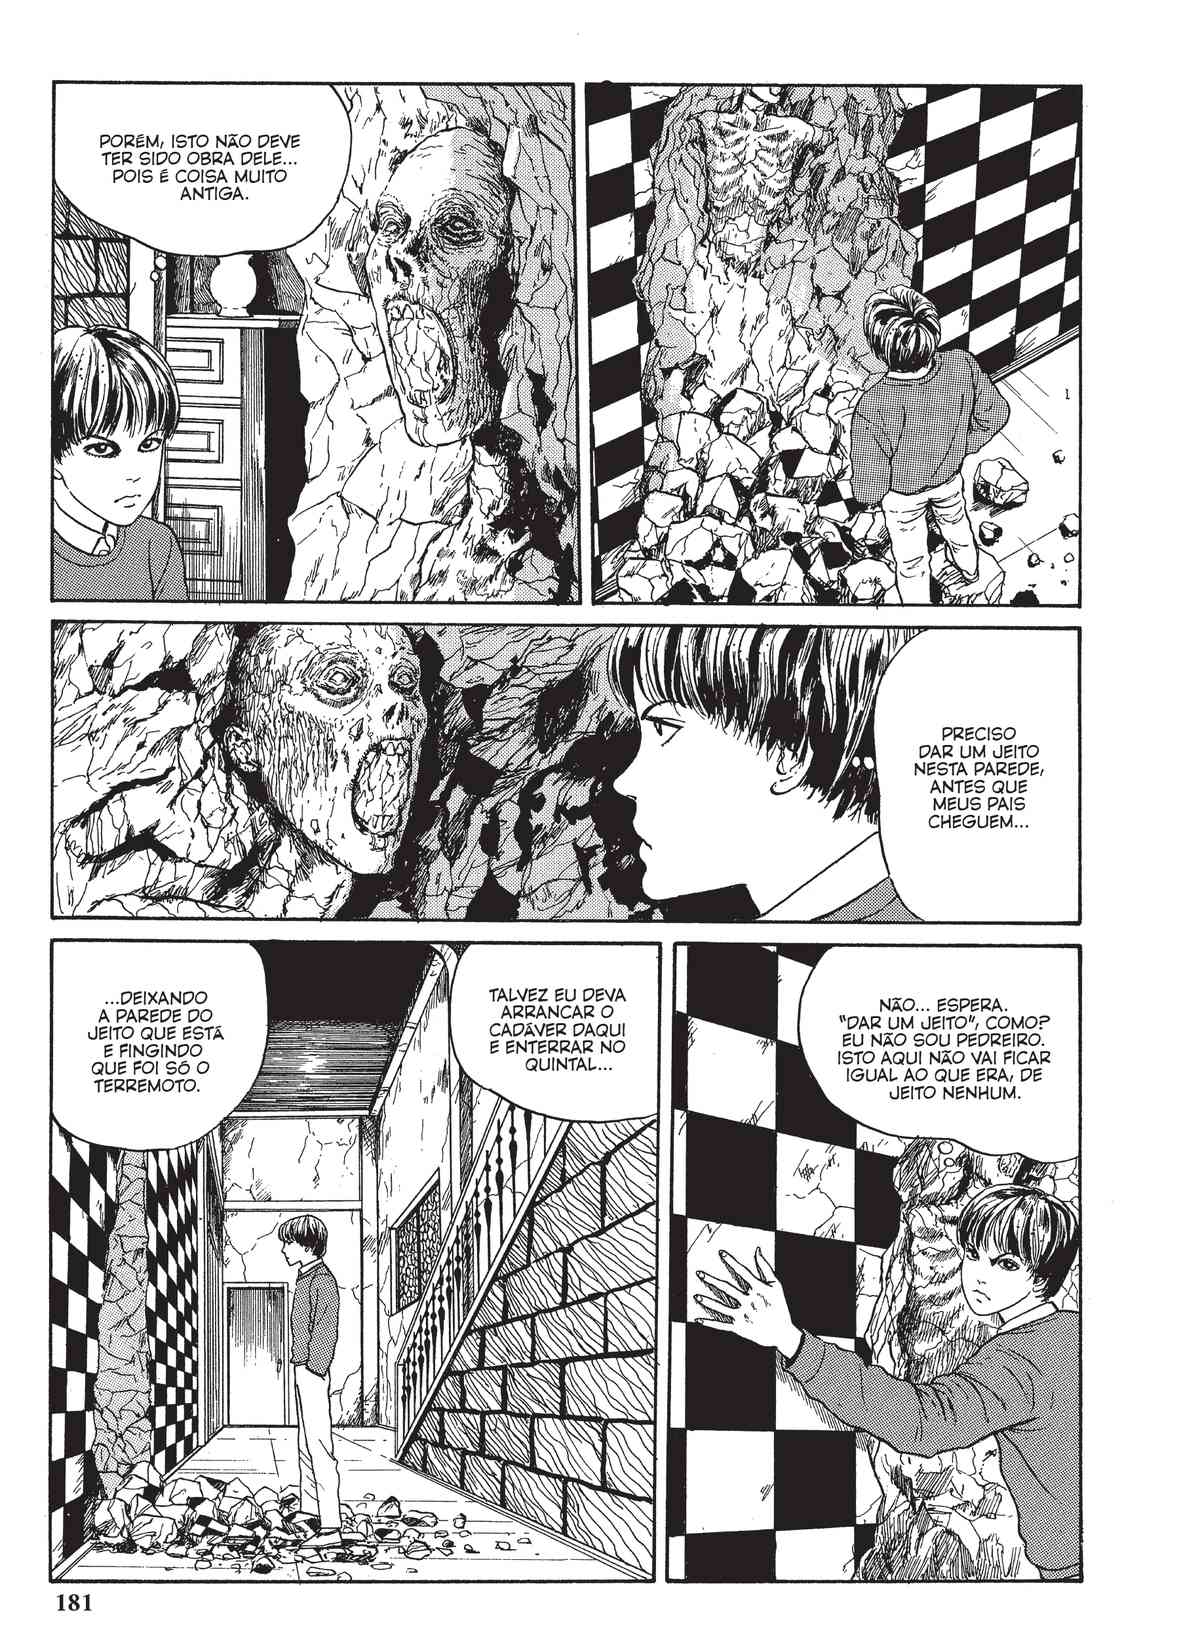 PORÉM, ISTO NÃO DEVE
TER SIDO OBRA DELE...
POIS É COISA MUITO
ANTIGA.
PRECISO
DAR UM JEITO
NESTA PAREDE,
ANTES QUE
MEUS PAIS
CHEGUEM...
...DEIXANDO
A PAREDE DO
JEITO QUE ESTÁ
E FINGINDO
QUE FOI SÓ O
TERREMOTO.
TALVEZ EU DEVA
ARRANCAR O
CADÁVER DAQUI
E ENTERRAR NO
QUINTAL...
NÃO... ESPERA.
“DAR UM JEITO”, COMO?
EU NÃO SOU PEDREIRO.
ISTO AQUI NÃO VAI FICAR
IGUAL AO QUE ERA, DE
JEITO NENHUM.
181